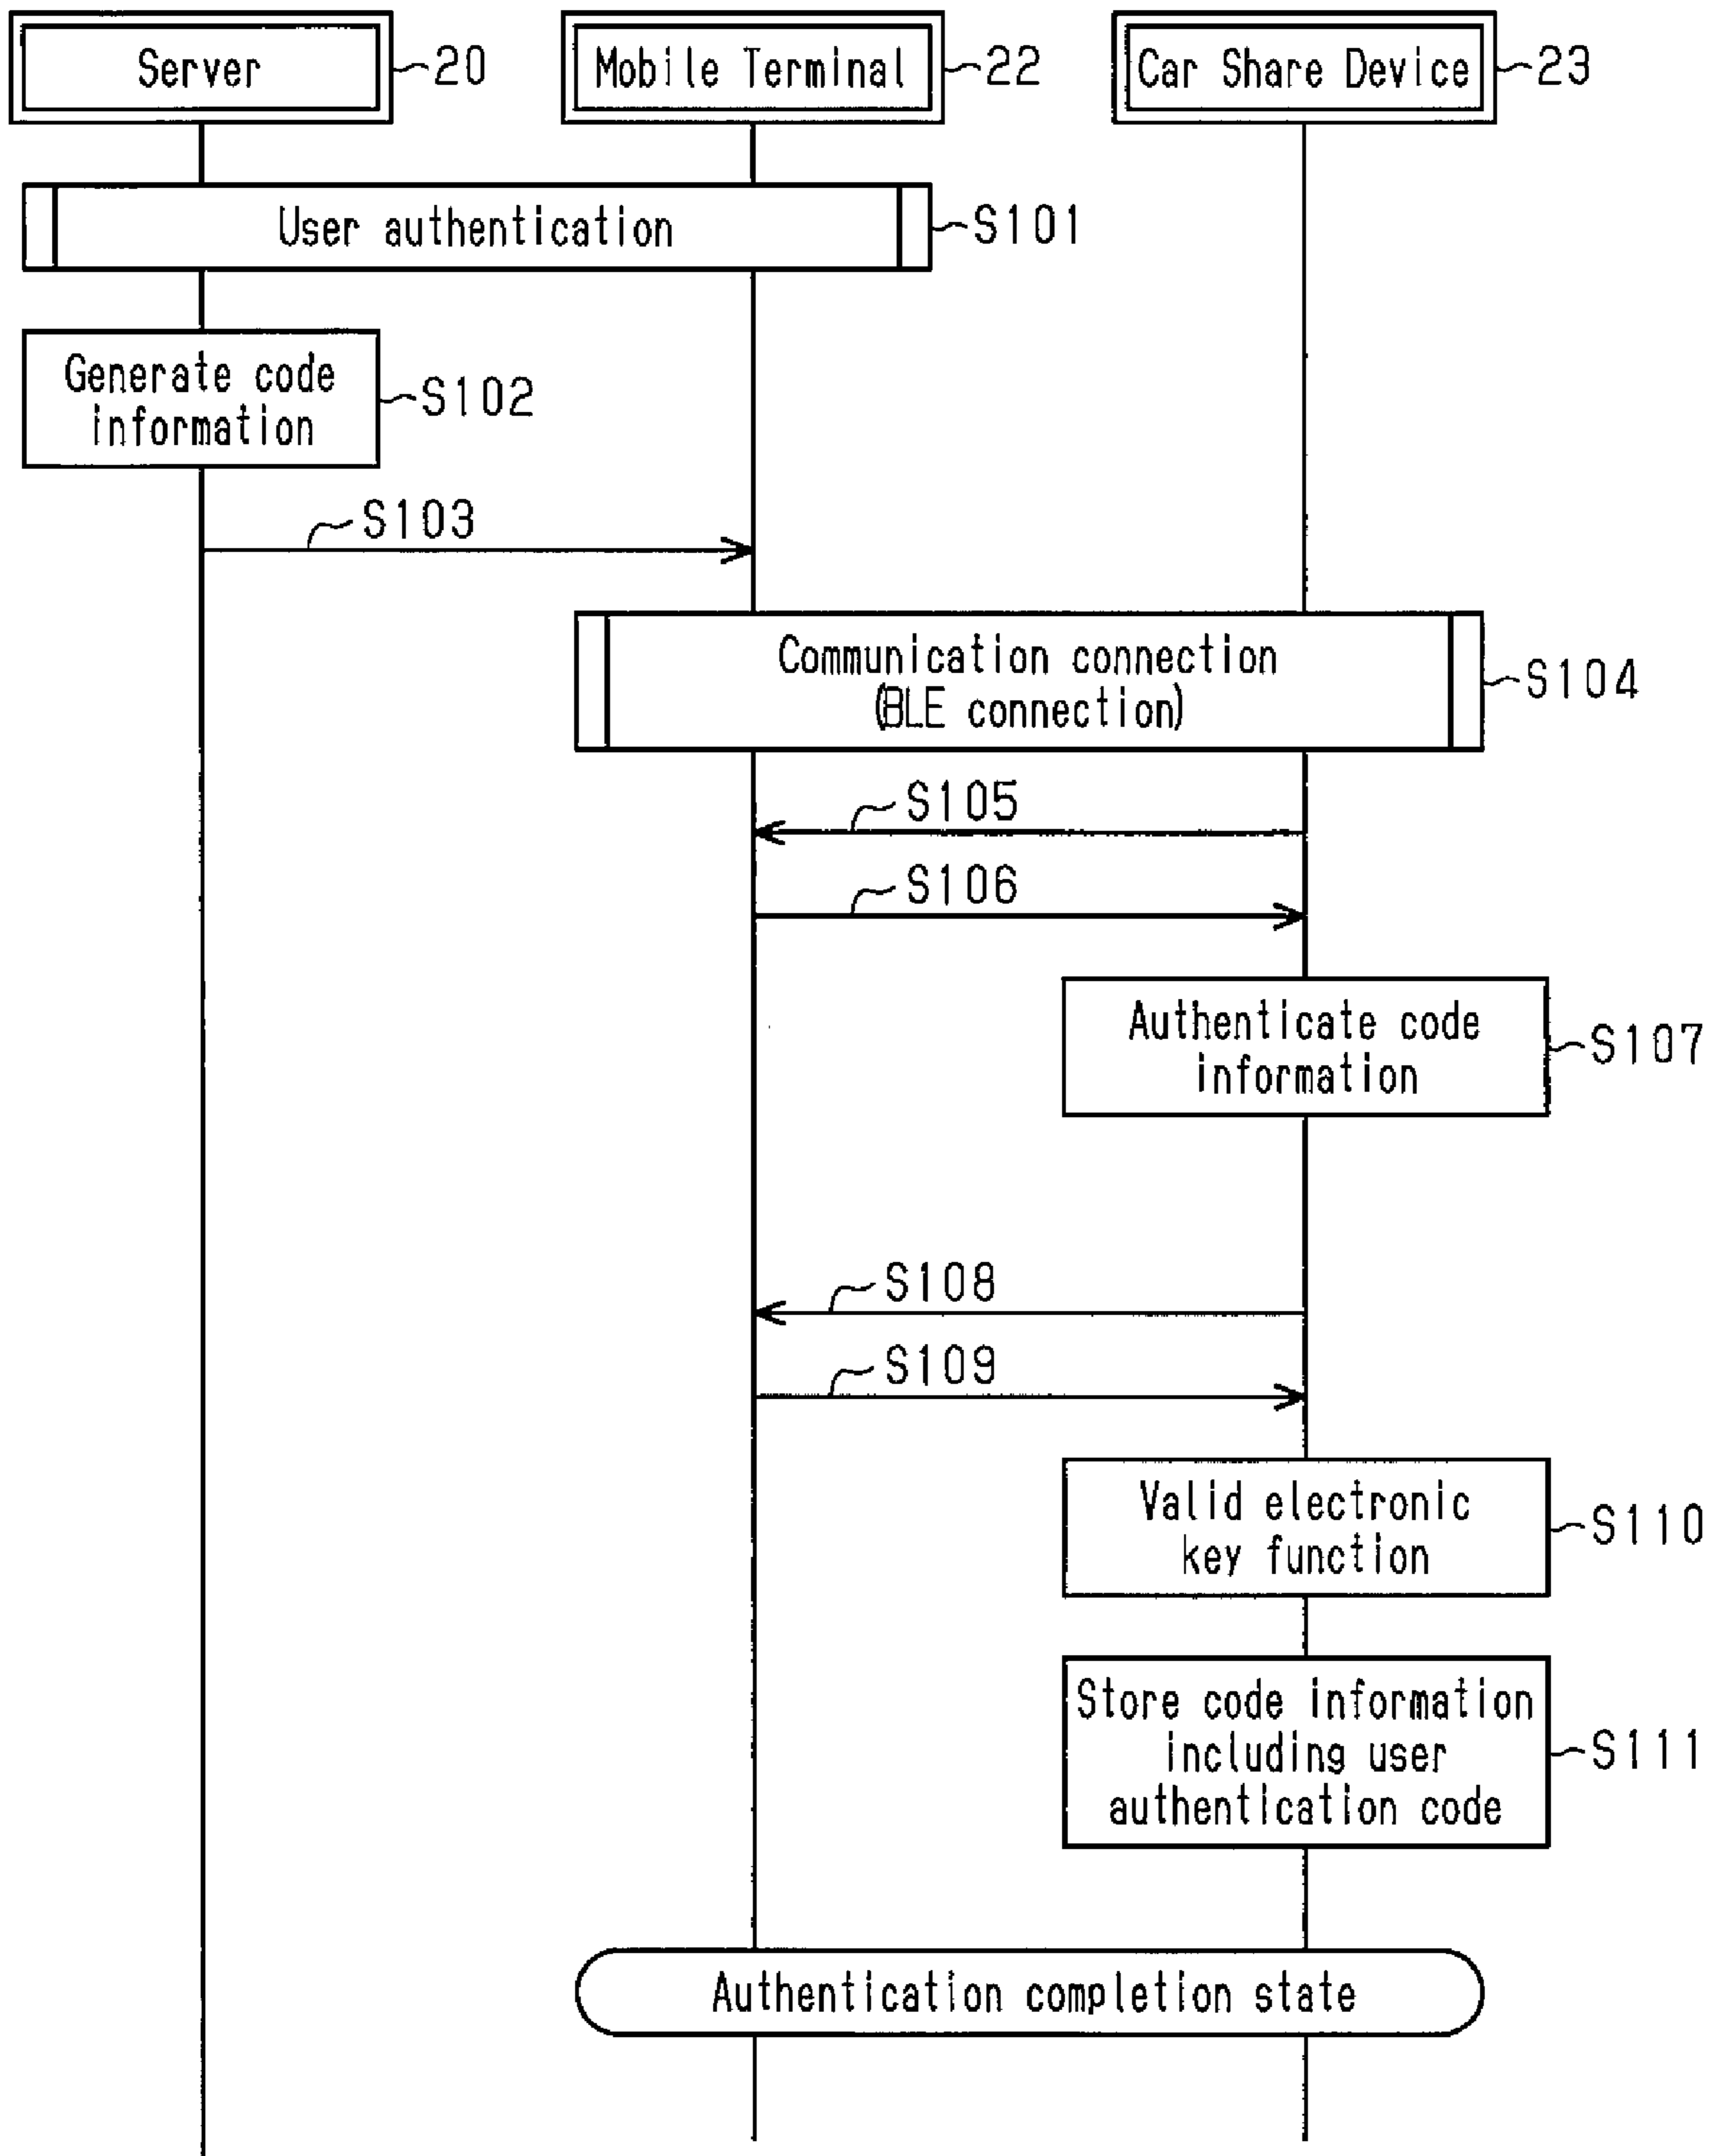 Server
20
Mobile Terminal
22
Car Share Device
23
User authentication
S101
Generate code
information
S102
S103
Communication connection
(BLE connection)
S104
S105
S106
Authenticate code
information
S107
S108
S109
Valid electronic
key function
S110
Store code information
including user
authentication code
S111
Authentication completion state